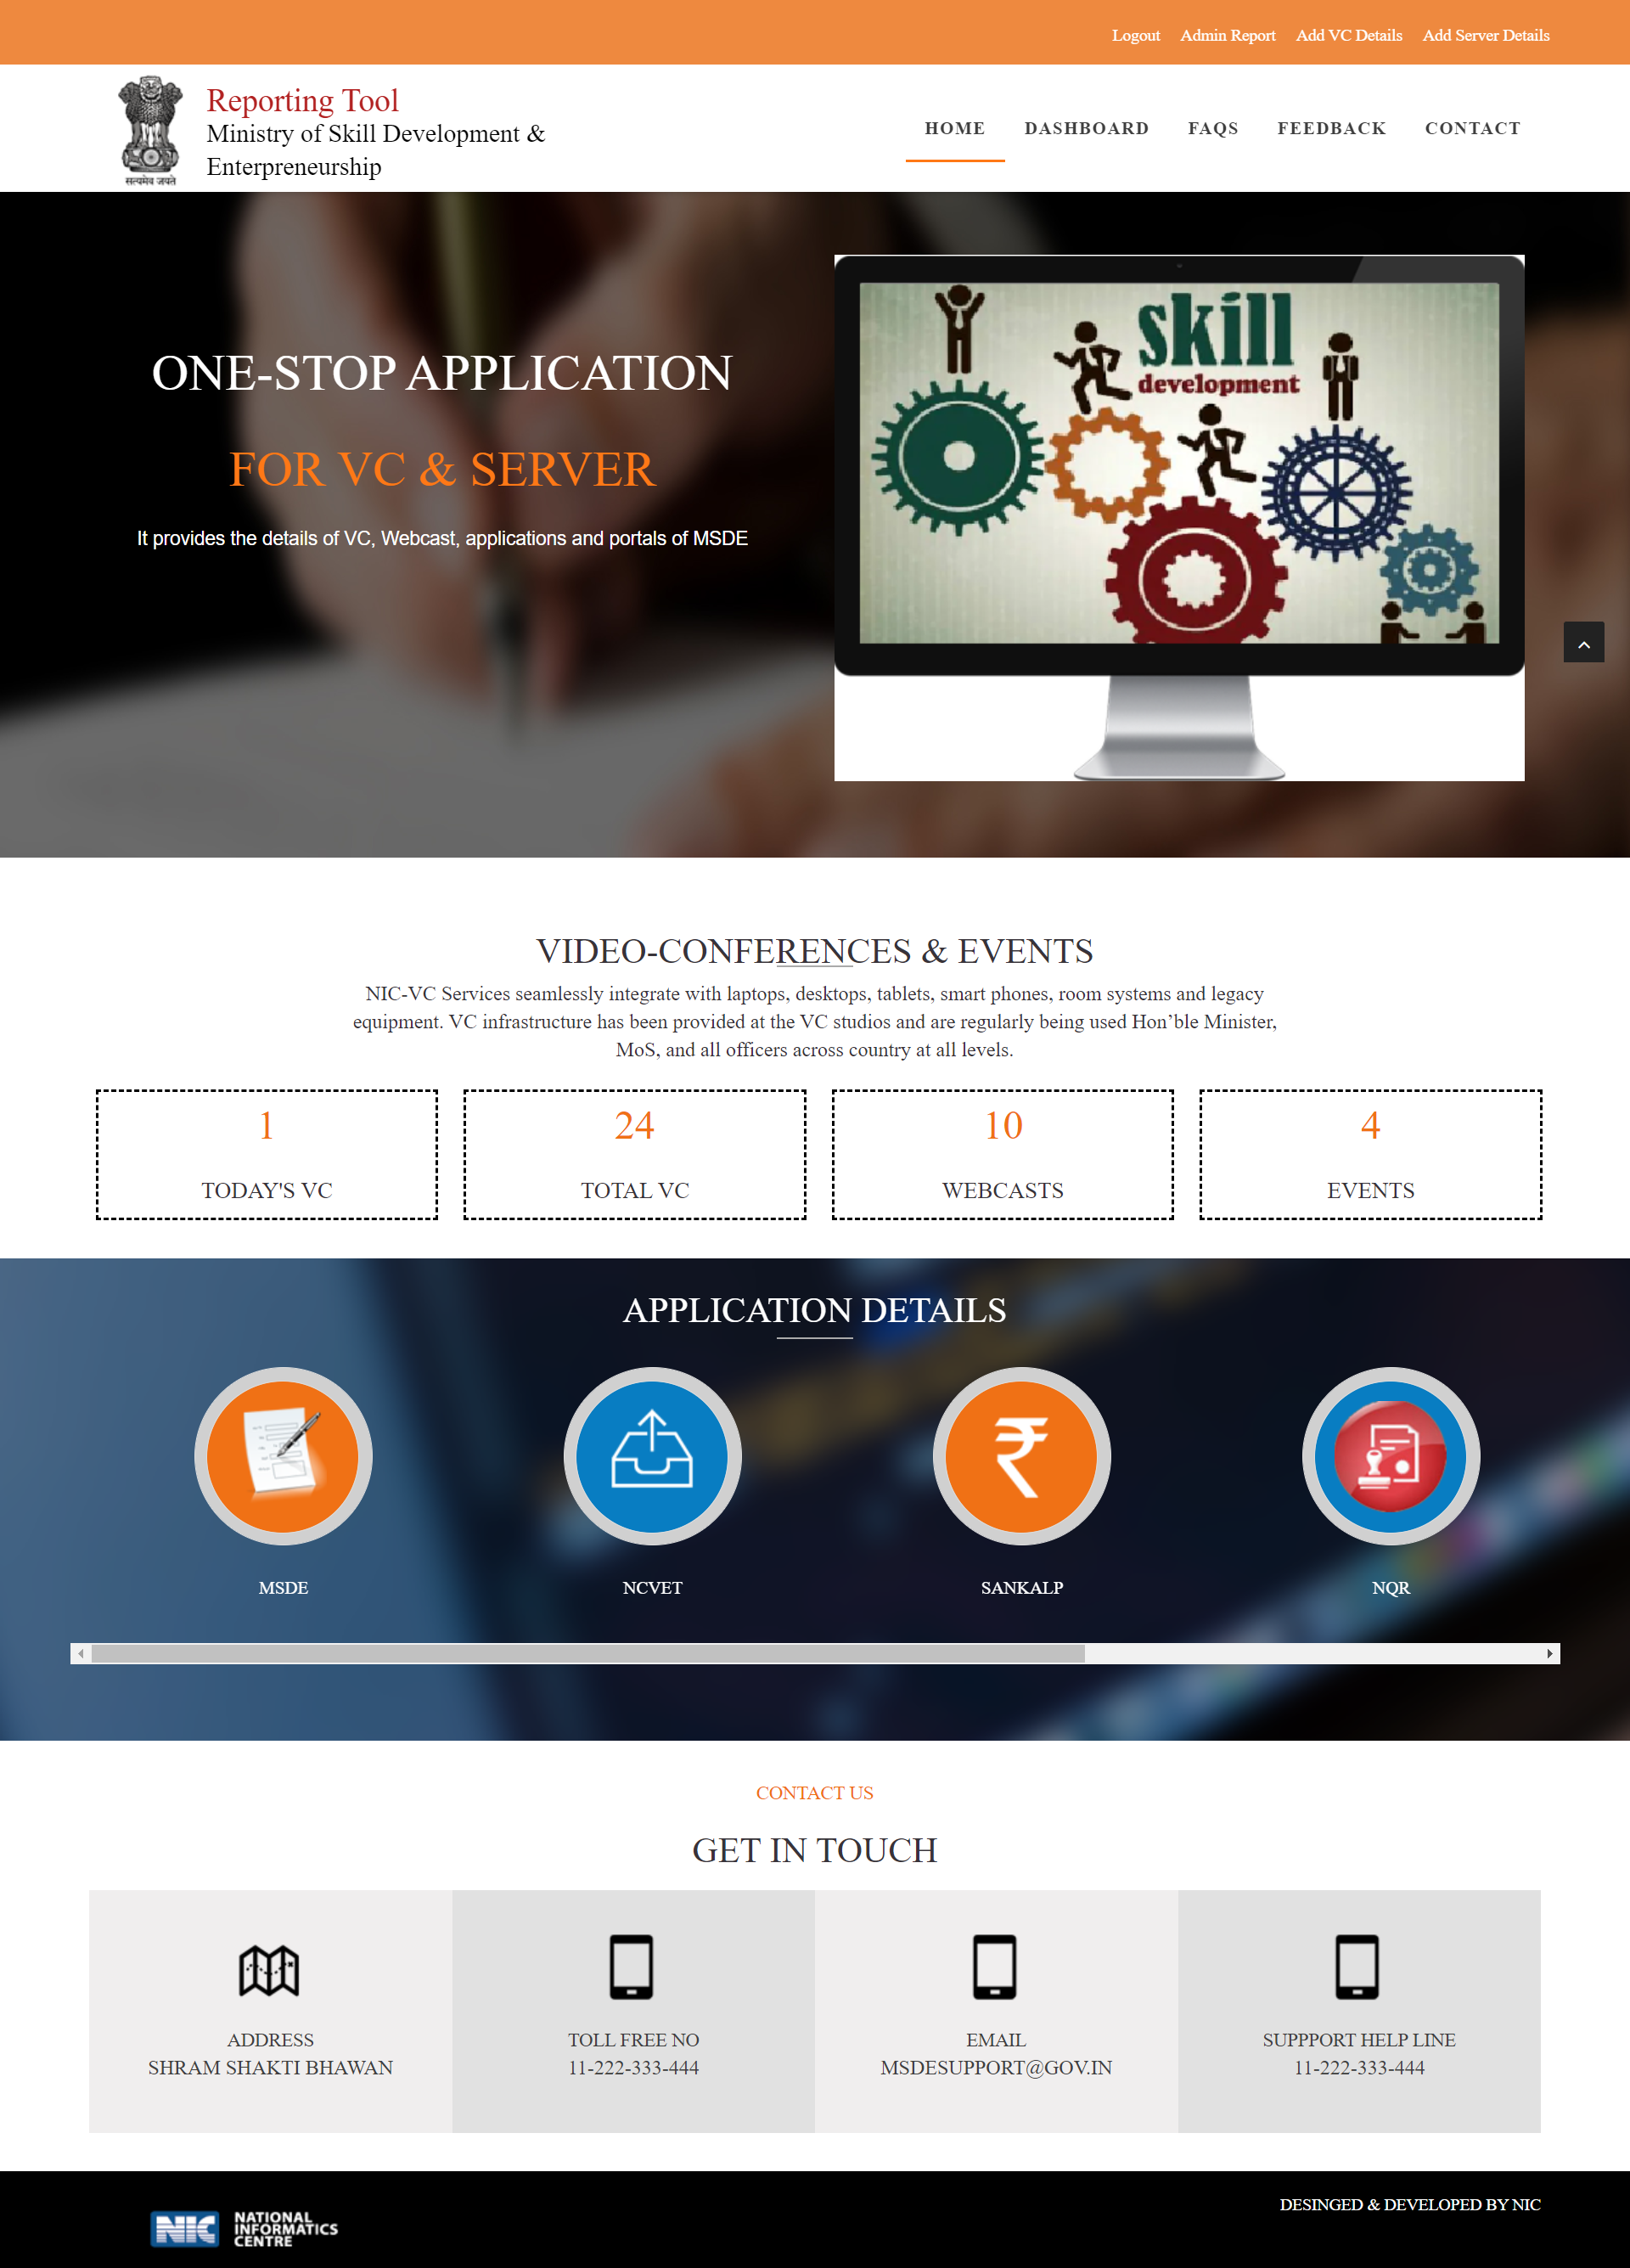 Logout Admin Report Add VC Details Add Server Details
Reporting Tool
Ministry of Skill Development &
Enterpreneurship
सत्यमेव जयते
HOME DASHBOARD FAQS FEEDBACK CONTACT
ONE-STOP APPLICATION
FOR VC & SERVER
It provides the details of VC, Webcast, applications and portals of MSDE
skill
development
VIDEO-CONFERENCES & EVENTS
NIC-VC Services seamlessly integrate with laptops, desktops, tablets, smart phones, room systems and legacy
equipment. VC infrastructure has been provided at the VC studios and are regularly being used Hon’ble Minister,
MoS, and all officers across country at all levels.
1
TODAY'S VC
24
TOTAL VC
10
WEBCASTS
4
EVENTS
APPLICATION DETAILS
₹
MSDE
NCVET
SANKALP
NQR
CONTACT US
GET IN TOUCH
ADDRESS
SHRAM SHAKTI BHAWAN
TOLL FREE NO
11-222-333-444
EMAIL
MSDESUPPORT@GOV.IN
SUPPPORT HELP LINE
11-222-333-444
NIC
NATIONAL
INFORMATICS
CENTRE
DESINGED & DEVELOPED BY NIC